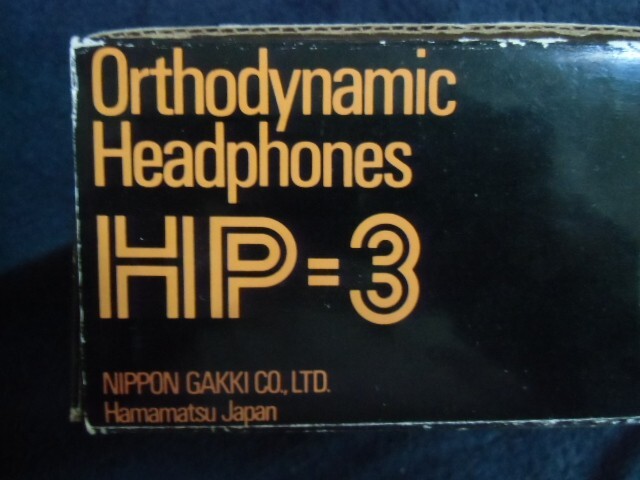 Orthodynamic
Headphones
HP-3
NIPPON GAKKI CO., LTD.
Hamamatsu Japan